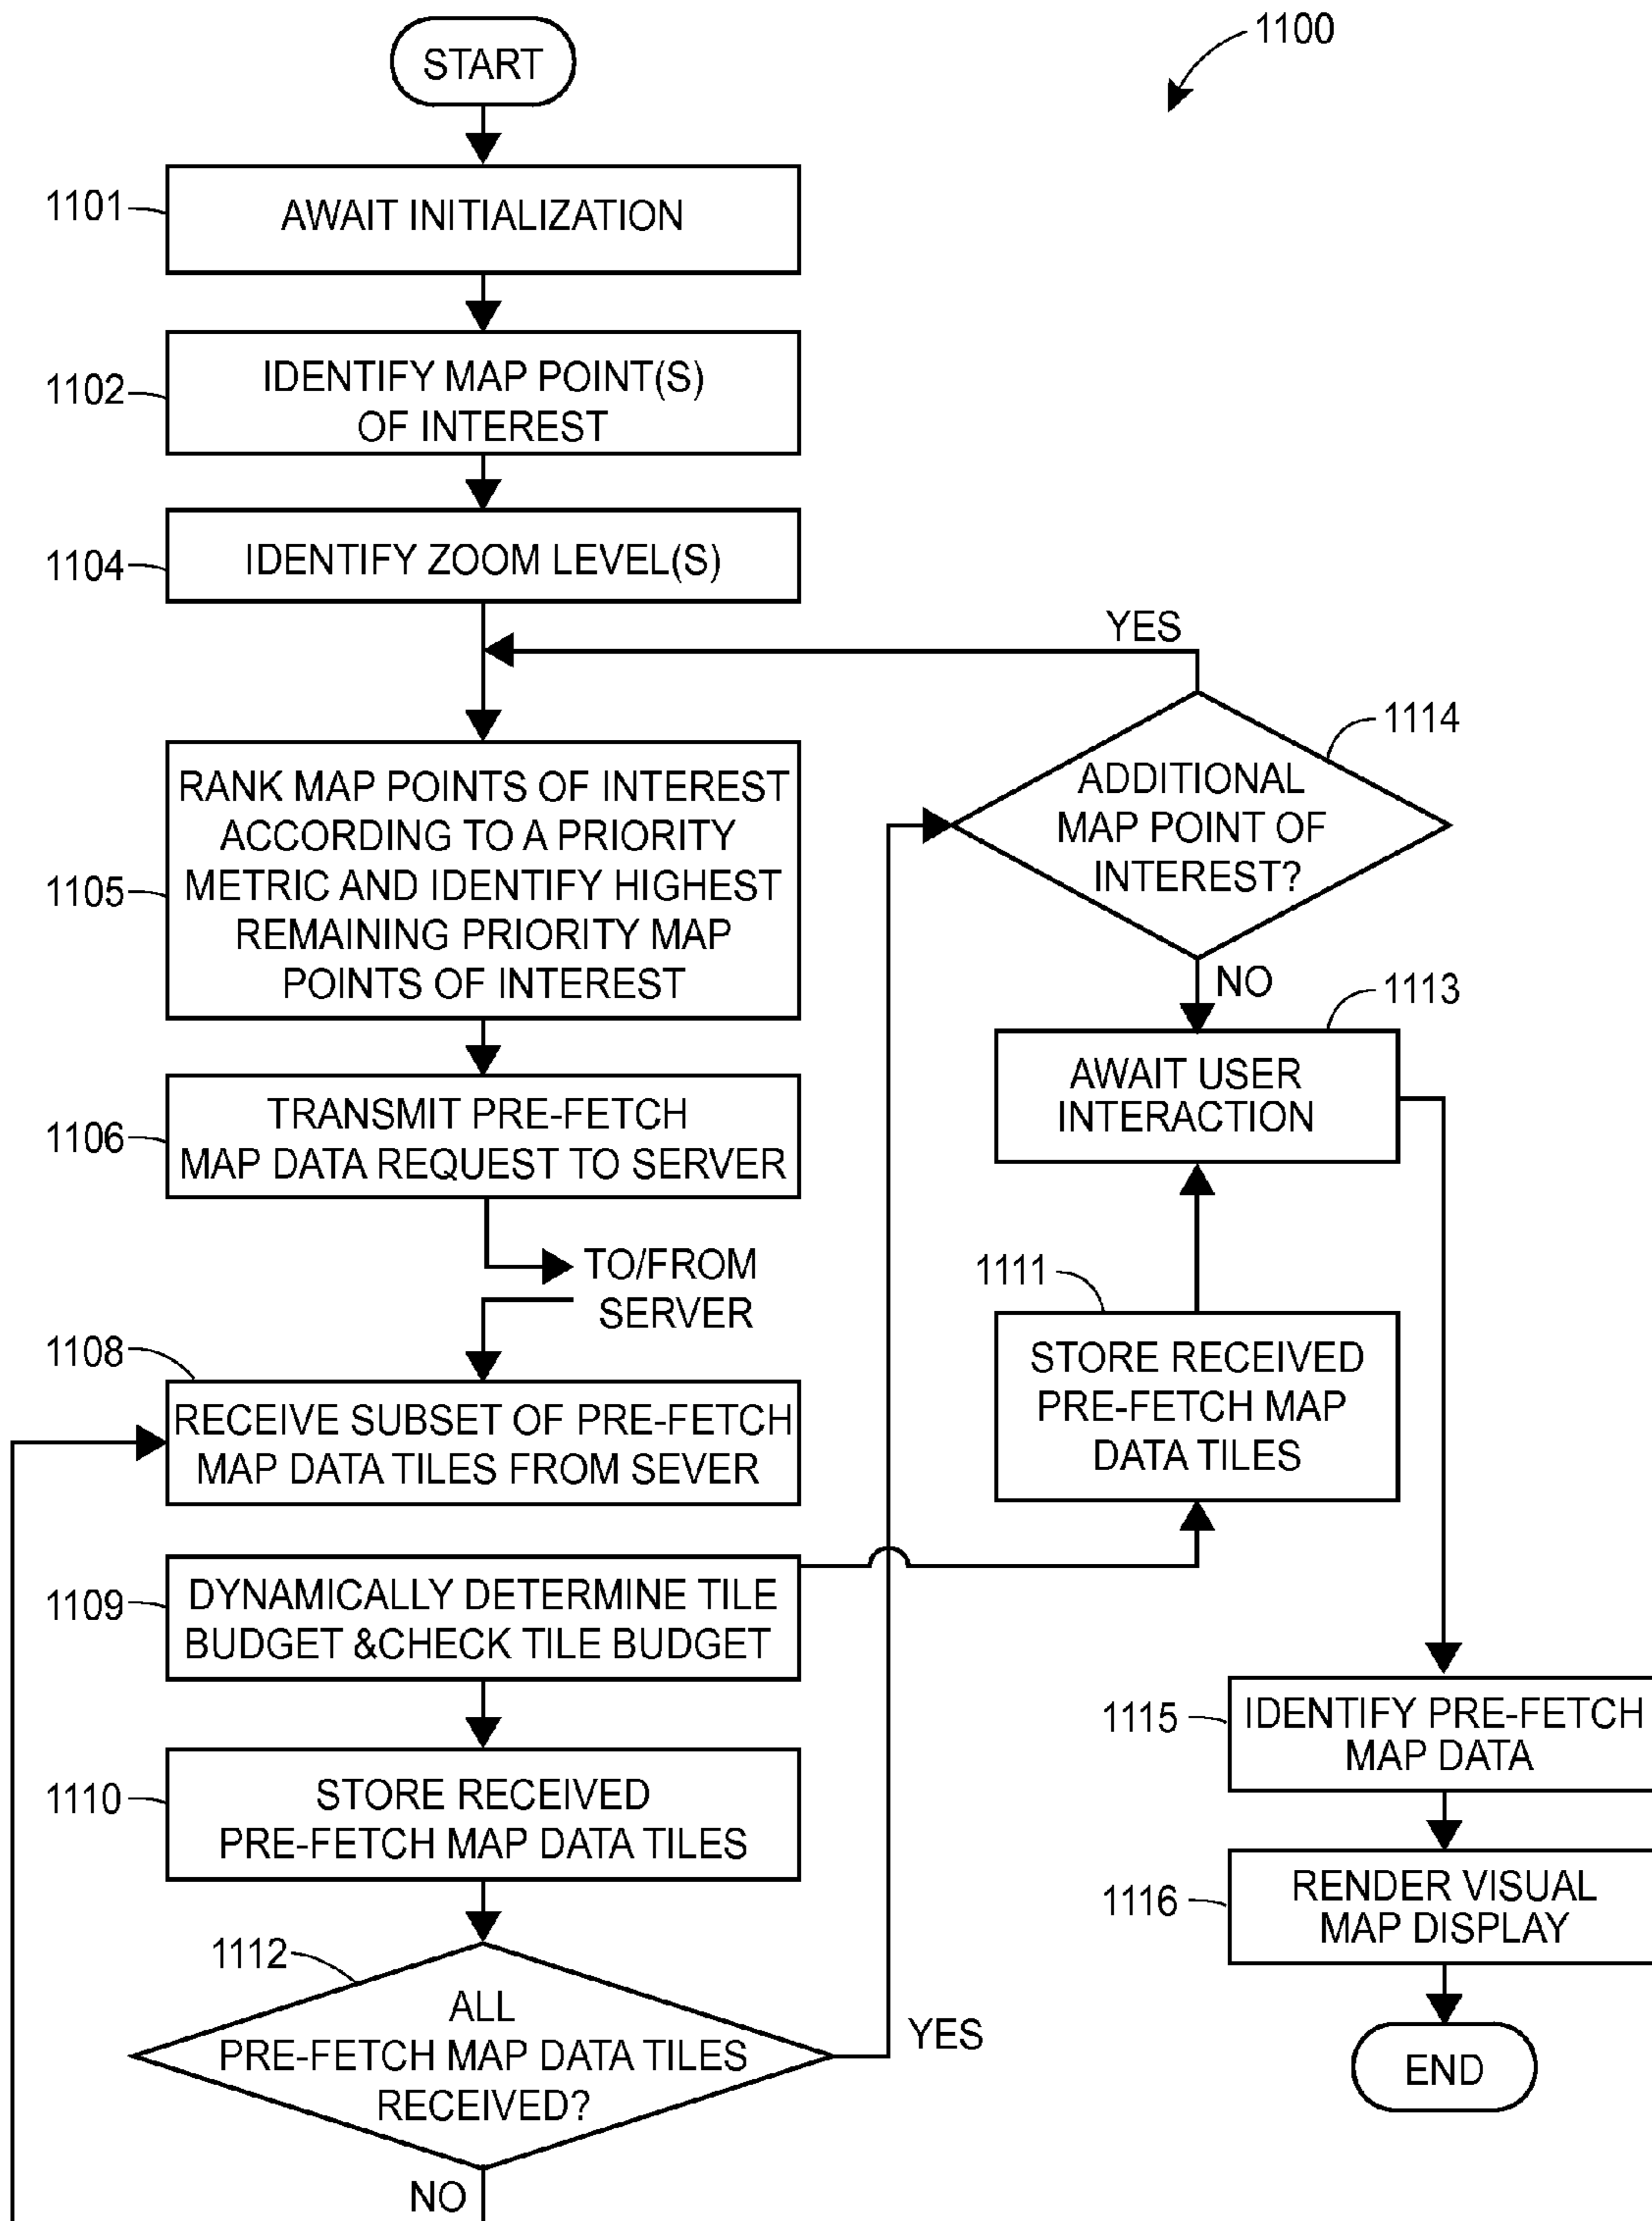 START
1100
1101
AWAIT INITIALIZATION
1102
IDENTIFY MAP POINT(S)
OF INTEREST
1104
IDENTIFY ZOOM LEVEL(S)
YES
1105
RANK MAP POINTS OF INTEREST
ACCORDING TO A PRIORITY
METRIC AND IDENTIFY HIGHEST
REMAINING PRIORITY MAP
POINTS OF INTEREST
1114
ADDITIONAL
MAP POINT OF
INTEREST?
NO
1106
TRANSMIT PRE-FETCH
MAP DATA REQUEST TO SERVER
1113
AWAIT USER
INTERACTION
TO/FROM
SERVER
1108
RECEIVE SUBSET OF PRE-FETCH
MAP DATA TILES FROM SEVER
1111
STORE RECEIVED
PRE-FETCH MAP
DATA TILES
1109
DYNAMICALLY DETERMINE TILE
BUDGET &CHECK TILE BUDGET
1110
STORE RECEIVED
PRE-FETCH MAP DATA TILES
1115
IDENTIFY PRE-FETCH
MAP DATA
1116
RENDER VISUAL
MAP DISPLAY
1112
ALL
PRE-FETCH MAP DATA TILES
RECEIVED?
YES
NO
END